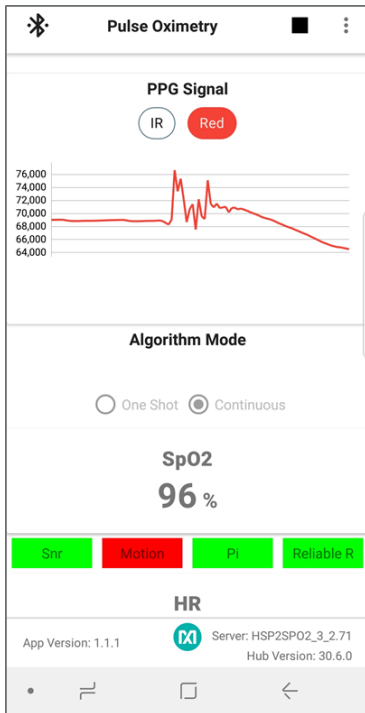 Pulse Oximetry
PPG Signal
IR
Red
76,000
74,000
72,000
70,000
68,000
66,000
64,000
Algorithm Mode
One Shot
Continuous
SpO2
96 %
Snr
Motion
Pi
Reliable R
HR
App Version: 1.1.1
Server: HSP2SPO2_3_2.71
Hub Version: 30.6.0